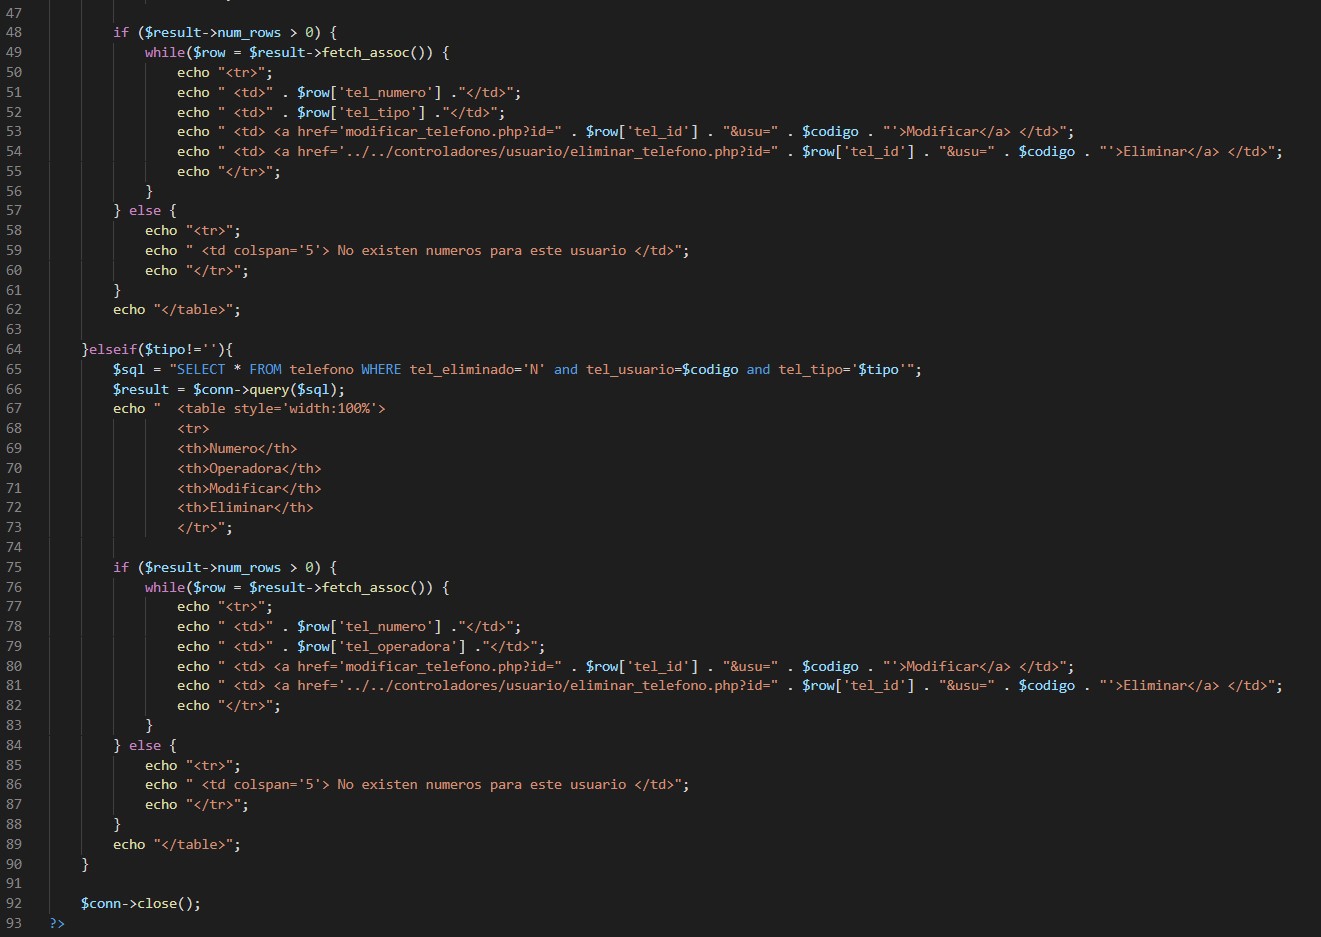 47
48 if ($result->num_rows > 0) {
49 while($row = $result->fetch_assoc()) {
50 echo "<tr>";
51 echo " <td>" . $row['tel_numero'] ."</td>";
52 echo " <td>" . $row['tel_tipo'] ."</td>";
53 echo " <td> <a href='modificar_telefono.php?id=" . $row['tel_id'] . "&usu=" . $codigo . "'>Modificar</a> </td>";
54 echo " <td> <a href='../../controladores/usuario/eliminar_telefono.php?id=" . $row['tel_id'] . "&usu=" . $codigo . "'>Eliminar</a> </td>";
55 echo "</tr>";
56 }
57 } else {
58 echo "<tr>";
59 echo " <td colspan='5'> No existen numeros para este usuario </td>";
60 echo "</tr>";
61 }
62 echo "</table>";
63
64 }elseif($tipo!=''){
65 $sql = "SELECT * FROM telefono WHERE tel_eliminado='N' and tel_usuario=$codigo and tel_tipo='$tipo'";
66 $result = $conn->query($sql);
67 echo "  <table style='width:100%'>
68 <tr>
69 <th>Numero</th>
70 <th>Operadora</th>
71 <th>Modificar</th>
72 <th>Eliminar</th>
73 </tr>";
74
75 if ($result->num_rows > 0) {
76 while($row = $result->fetch_assoc()) {
77 echo "<tr>";
78 echo " <td>" . $row['tel_numero'] ."</td>";
79 echo " <td>" . $row['tel_operadora'] ."</td>";
80 echo " <td> <a href='modificar_telefono.php?id=" . $row['tel_id'] . "&usu=" . $codigo . "'>Modificar</a> </td>";
81 echo " <td> <a href='../../controladores/usuario/eliminar_telefono.php?id=" . $row['tel_id'] . "&usu=" . $codigo . "'>Eliminar</a> </td>";
82 echo "</tr>";
83 }
84 } else {
85 echo "<tr>";
86 echo " <td colspan='5'> No existen numeros para este usuario </td>";
87 echo "</tr>";
88 }
89 echo "</table>";
90 }
91
92 $conn->close();
93 ?>